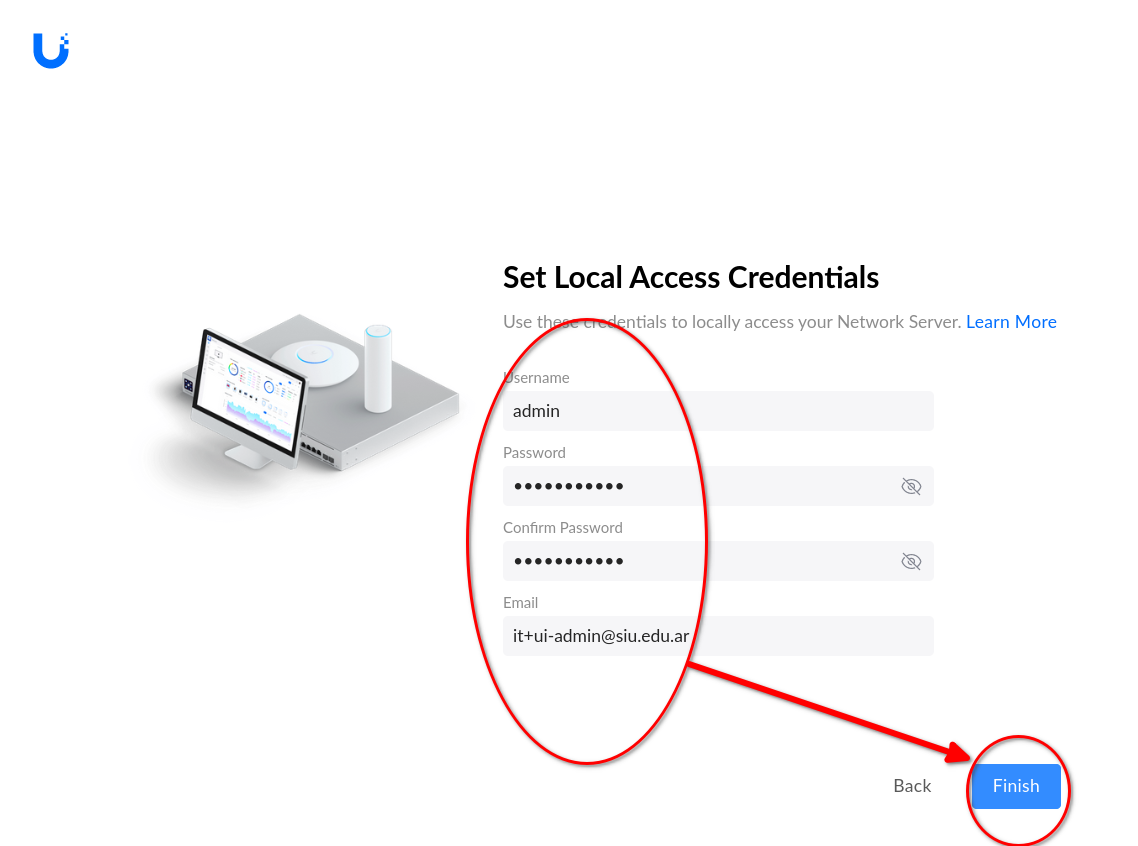 Set Local Access Credentials
Use these credentials to locally access your Network Server. Learn More
Username
admin
Password
•••••••••••
Confirm Password
•••••••••••
Email
it+ui-admin@siu.edu.ar
Back
Finish